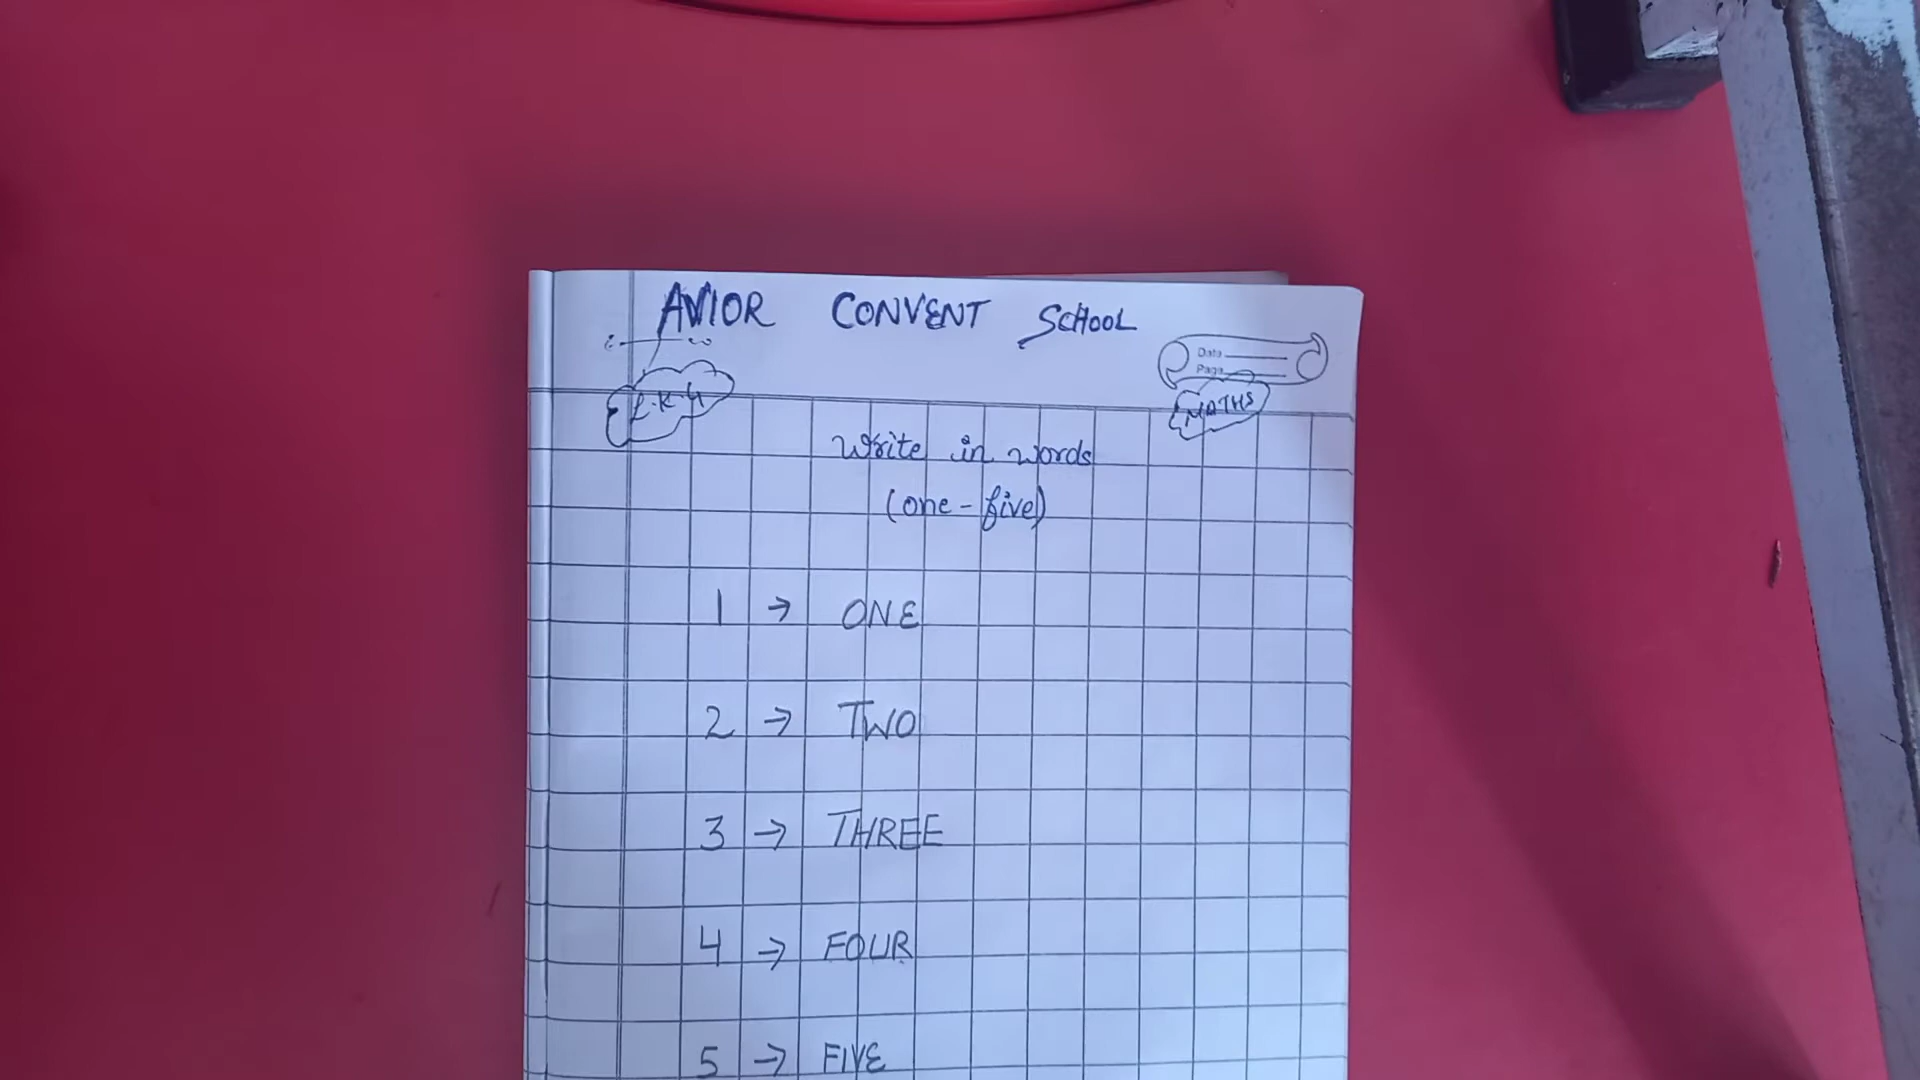 AVIOR CONVENT SCHOOL
Date
Page
L.K.G
MATHS
Write in words
(one - five)
1 → ONE
2 → TWO
3 → THREE
4 → FOUR
5 → FIVE